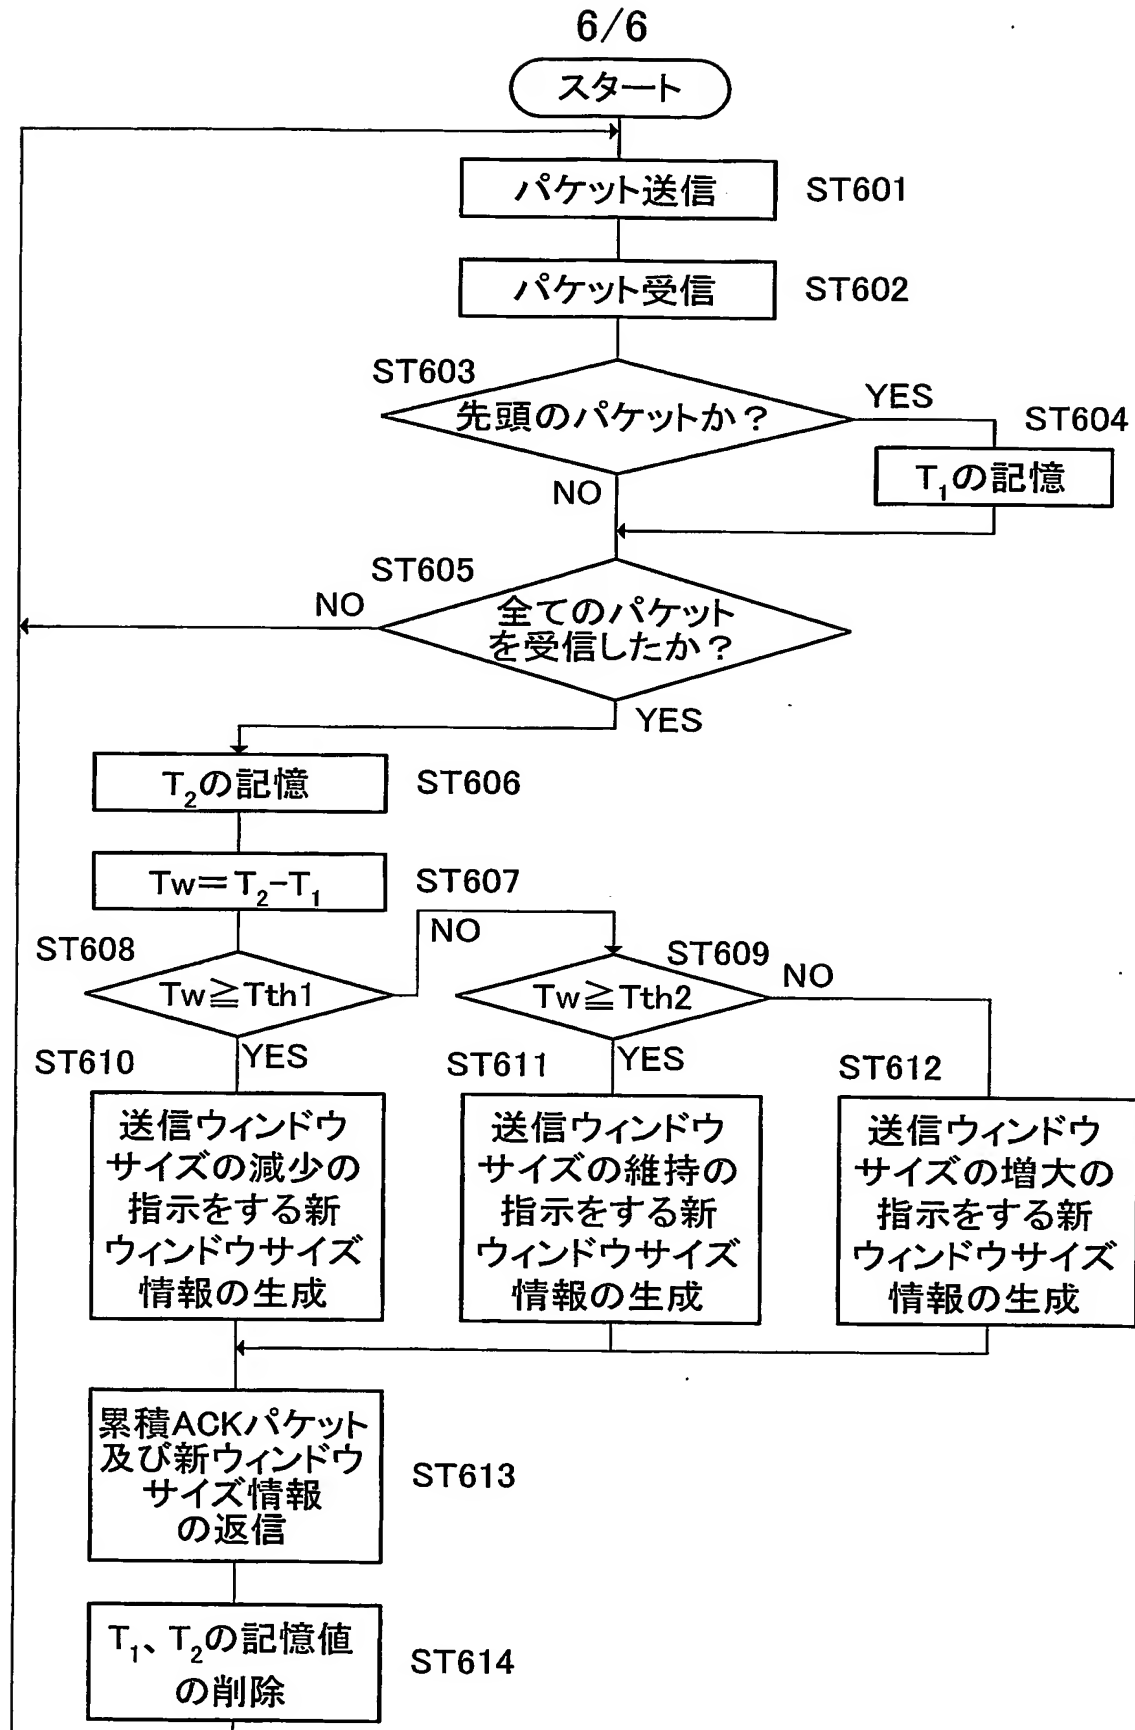 6/6
スタート
パケット送信
ST601
パケット受信
ST602
ST603
先頭のパケットか？
YES
ST604
T₁の記憶
NO
ST605
NO
全てのパケット
を受信したか？
YES
T₂の記憶
ST606
Tw＝T₂-T₁
ST607
ST608
NO
ST609
Tw≧Tth1
Tw≧Tth2
NO
ST610
YES
ST611
YES
ST612
送信ウィンドウ
サイズの減少の
指示をする新
ウィンドウサイズ
情報の生成
送信ウィンドウ
サイズの維持の
指示をする新
ウィンドウサイズ
情報の生成
送信ウィンドウ
サイズの増大の
指示をする新
ウィンドウサイズ
情報の生成
累積ACKパケット
及び新ウィンドウ
サイズ情報
の返信
ST613
T₁、T₂の記憶値
の削除
ST614